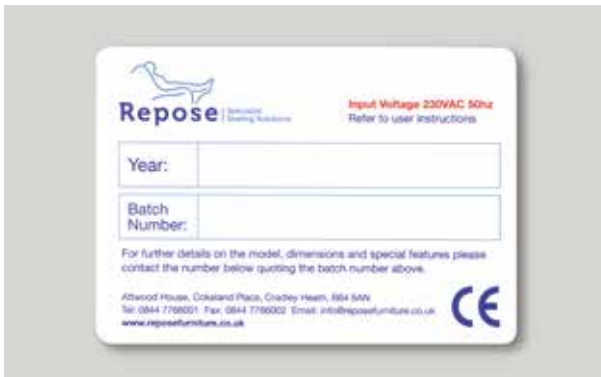 Repose
Specialist
Seating Solutions
Input Voltage 230VAC 50hz
Refer to user instructions
Year:
Batch
Number:
For further details on the model, dimensions and special features please
contact the number below quoting the batch number above.
Attwood House, Cokeland Place, Cradley Heath, B64 5AN
Tel: 0844 7766001 Fax: 0844 7766002 Email: info@reposefurniture.co.uk
www.reposefurniture.co.uk
CE